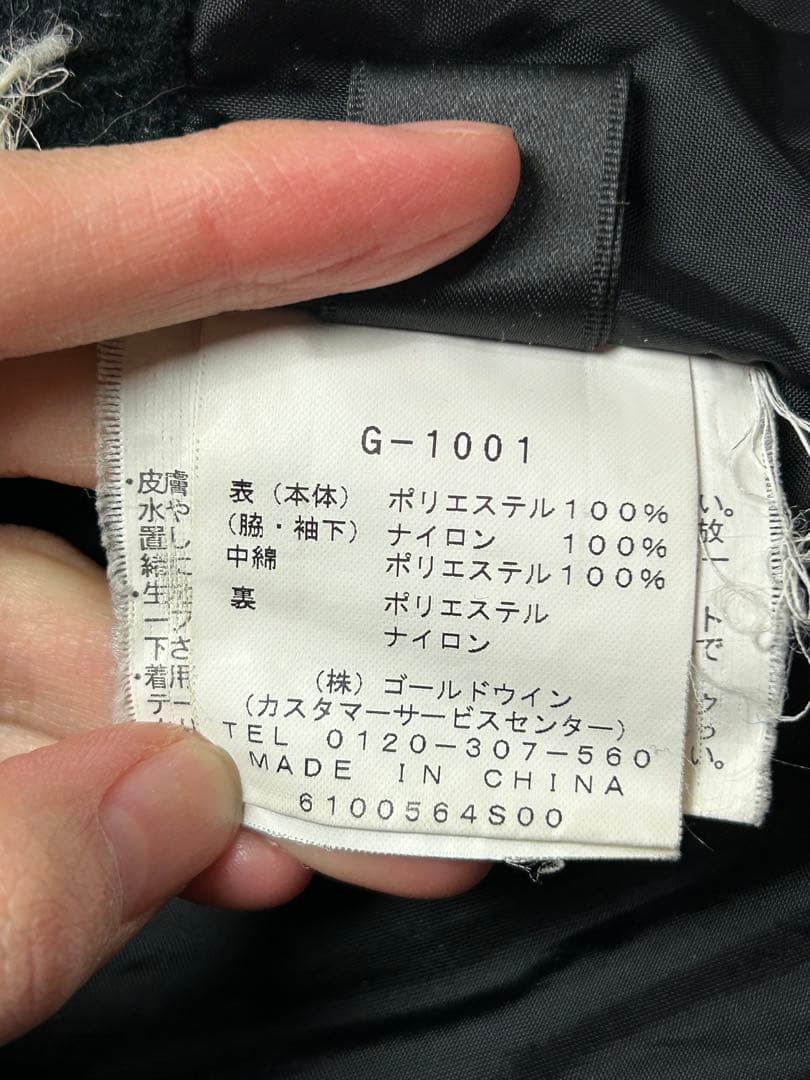 G-1001
表（本体） ポリエステル100%
（脇・袖下） ナイロン 100%
中綿 ポリエステル100%
裏 ポリエステル
ナイロン
（株）ゴールドウイン
（カスタマーサービスセンター）
TEL 0120-307-560
MADE IN CHINA
6100564S00